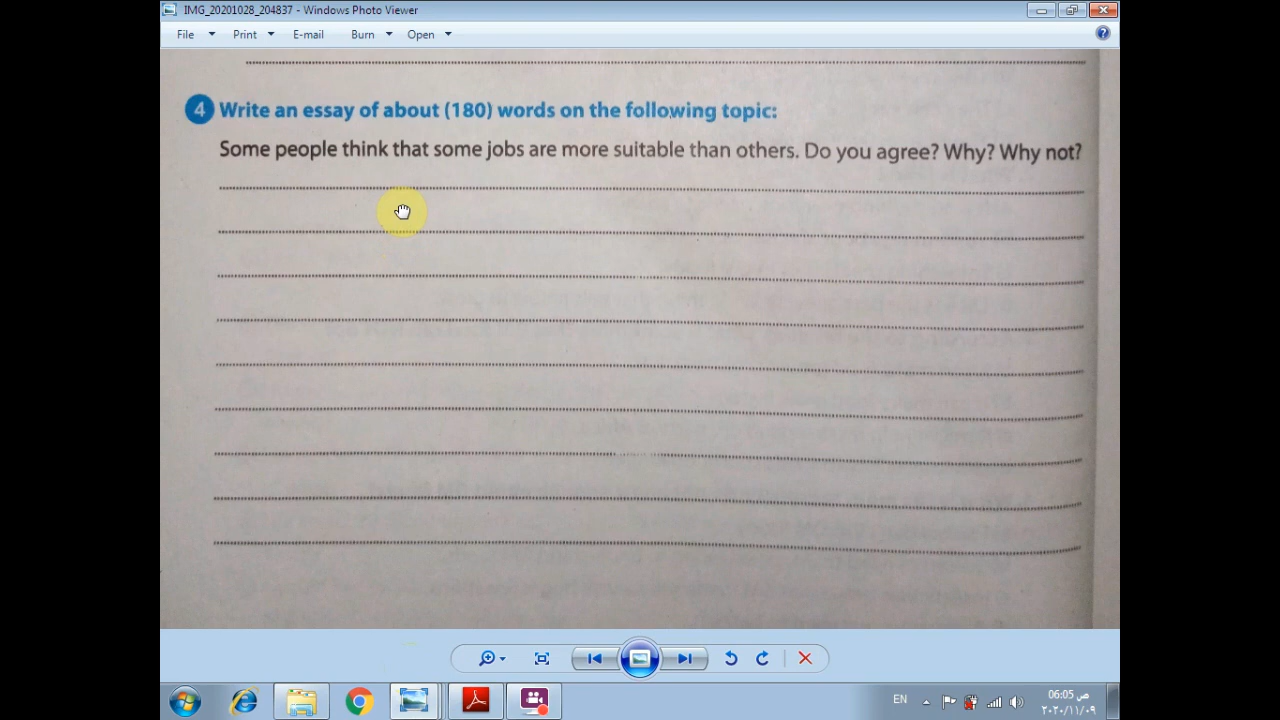 IMG_20201028_204837 - Windows Photo Viewer
File Print E-mail Burn Open
4 Write an essay of about (180) words on the following topic:
Some people think that some jobs are more suitable than others. Do you agree? Why? Why not?
EN
06:05 ص
٢٠٢٠/١١/٠٩